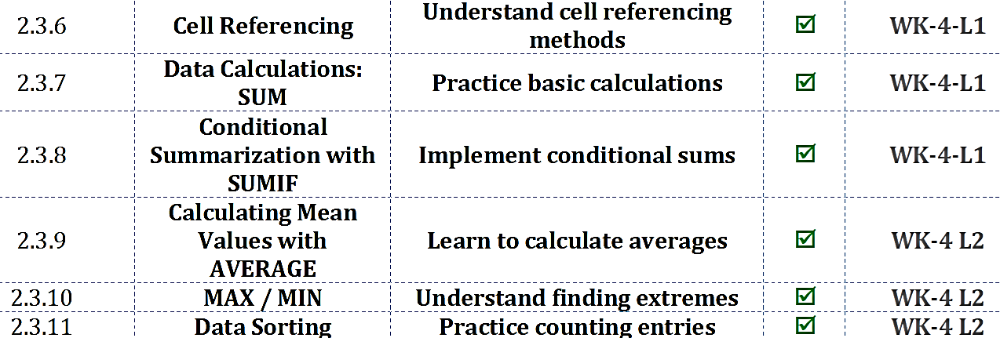 2.3.6 Cell Referencing Understand cell referencing methods ☑ WK-4-L1
2.3.7 Data Calculations: SUM Practice basic calculations ☑ WK-4-L1
2.3.8 Conditional Summarization with SUMIF Implement conditional sums ☑ WK-4-L1
2.3.9 Calculating Mean Values with AVERAGE Learn to calculate averages ☑ WK-4 L2
2.3.10 MAX / MIN Understand finding extremes ☑ WK-4 L2
2.3.11 Data Sorting Practice counting entries ☑ WK-4 L2